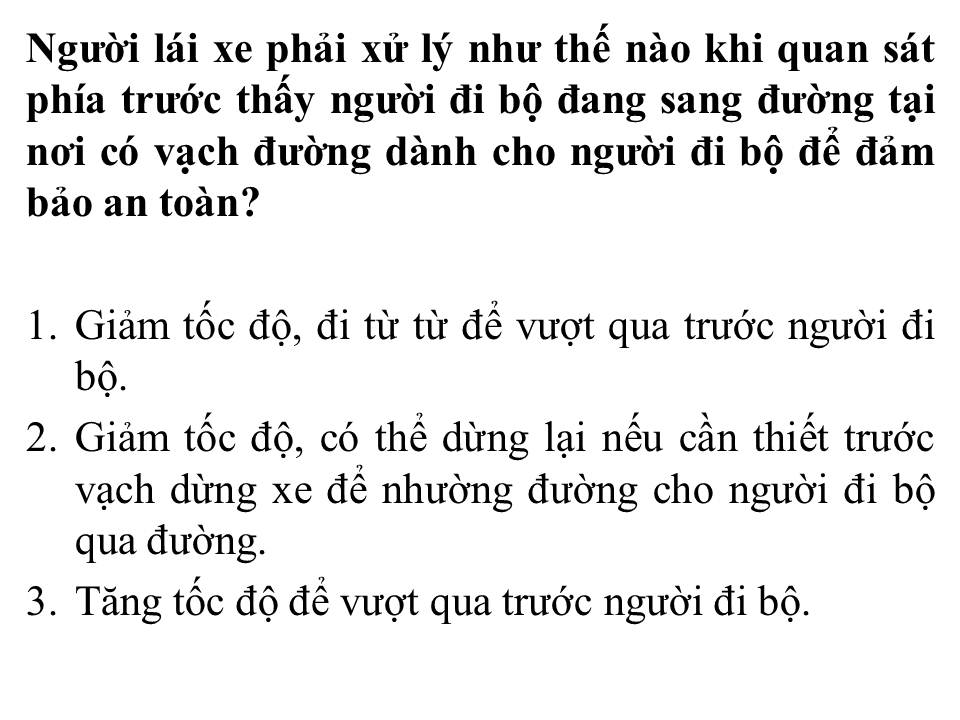 Người lái xe phải xử lý như thế nào khi quan sát
phía trước thấy người đi bộ đang sang đường tại
nơi có vạch đường dành cho người đi bộ để đảm
bảo an toàn?
1. Giảm tốc độ, đi từ từ để vượt qua trước người đi
bộ.
2. Giảm tốc độ, có thể dừng lại nếu cần thiết trước
vạch dừng xe để nhường đường cho người đi bộ
qua đường.
3. Tăng tốc độ để vượt qua trước người đi bộ.